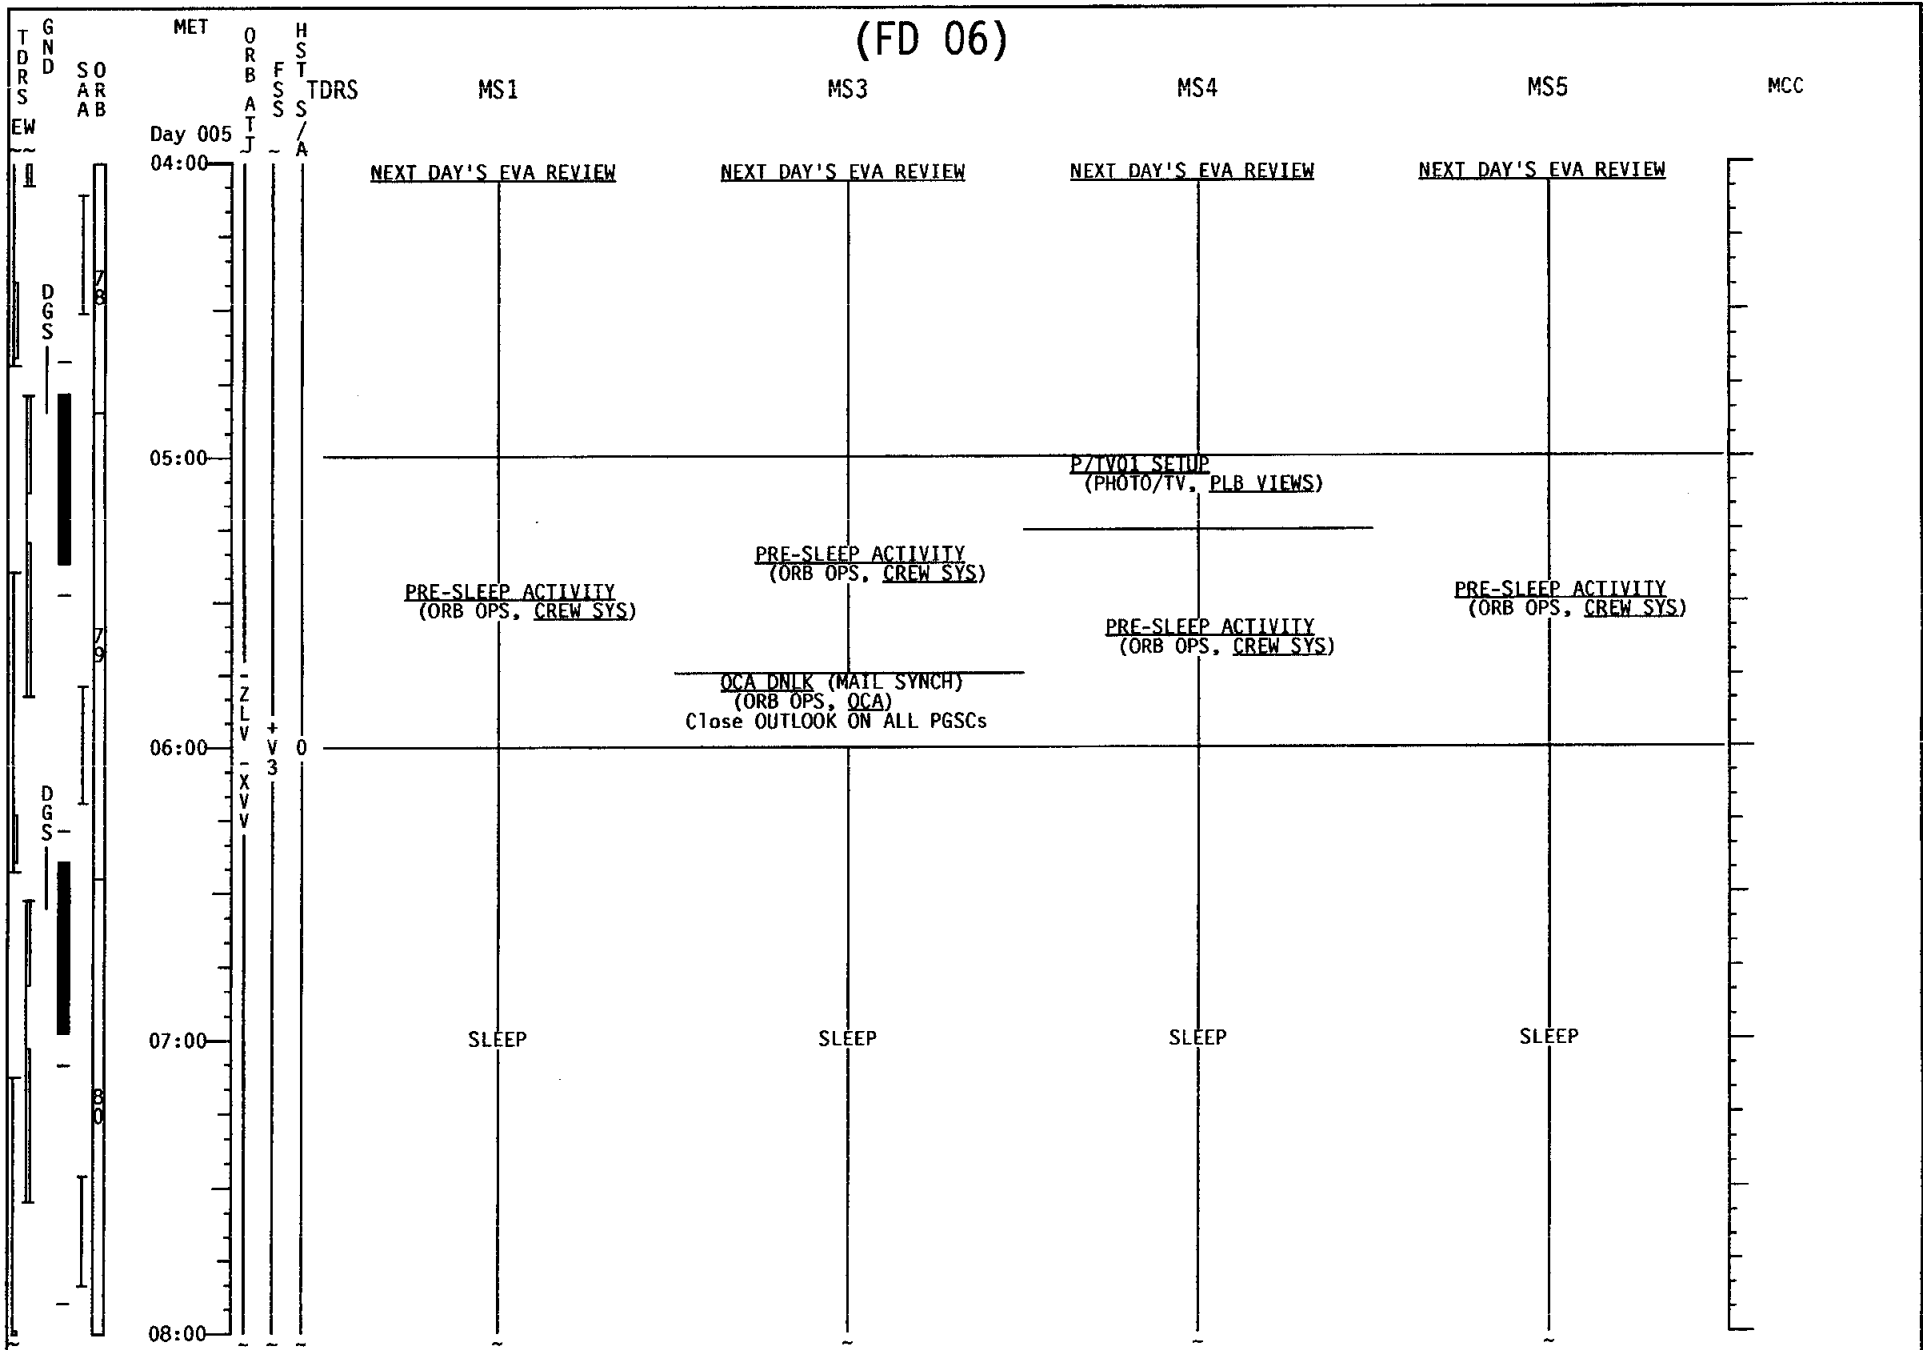 (FD 06)
TDRS
GND
SAA
ORB
MET
ORB ATT
FSS
HST S/A
TDRS
MS1
MS3
MS4
MS5
MCC
EW
~~
Day 005
~ ~
04:00
NEXT DAY'S EVA REVIEW
NEXT DAY'S EVA REVIEW
NEXT DAY'S EVA REVIEW
NEXT DAY'S EVA REVIEW
78
DGS
05:00
P/TV01 SETUP
(PHOTO/TV, PLB VIEWS)
PRE-SLEEP ACTIVITY
(ORB OPS, CREW SYS)
PRE-SLEEP ACTIVITY
(ORB OPS, CREW SYS)
PRE-SLEEP ACTIVITY
(ORB OPS, CREW SYS)
PRE-SLEEP ACTIVITY
(ORB OPS, CREW SYS)
79
OCA DNLK (MAIL SYNCH)
(ORB OPS, OCA)
Close OUTLOOK ON ALL PGSCs
-ZLV -XVV
+V3
0
06:00
DGS
07:00
SLEEP
SLEEP
SLEEP
SLEEP
80
08:00
~ ~ ~ ~ ~ ~ ~ ~